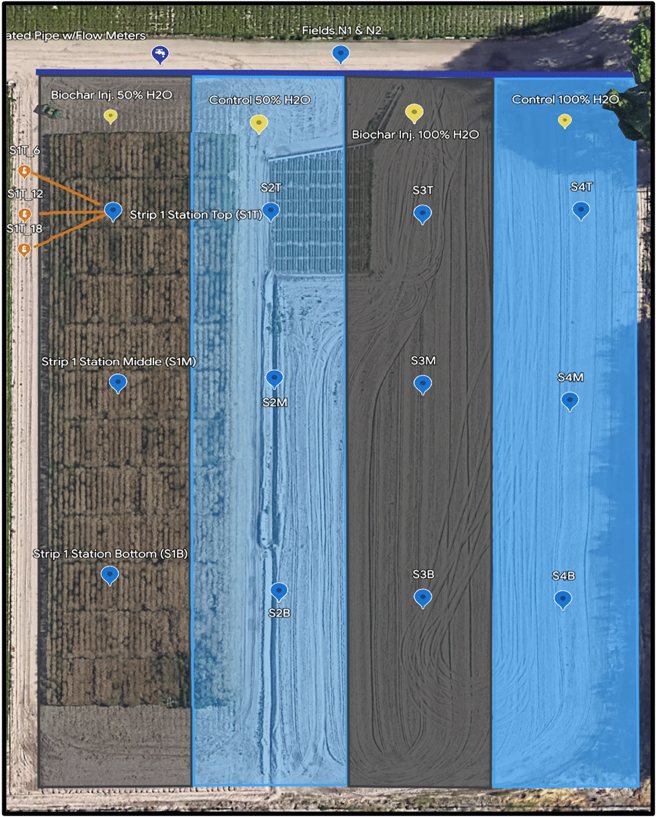 ated Pipe w/Flow Meters
Fields N1 & N2
Biochar Inj. 50% H2O
Control 50% H2O
Biochar Inj. 100% H2O
Control 100% H2O
S1T_6
S1T_12
S1T_18
Strip 1 Station Top (S1T)
S2T
S3T
S4T
Strip 1 Station Middle (S1M)
S2M
S3M
S4M
Strip 1 Station Bottom (S1B)
S2B
S3B
S4B